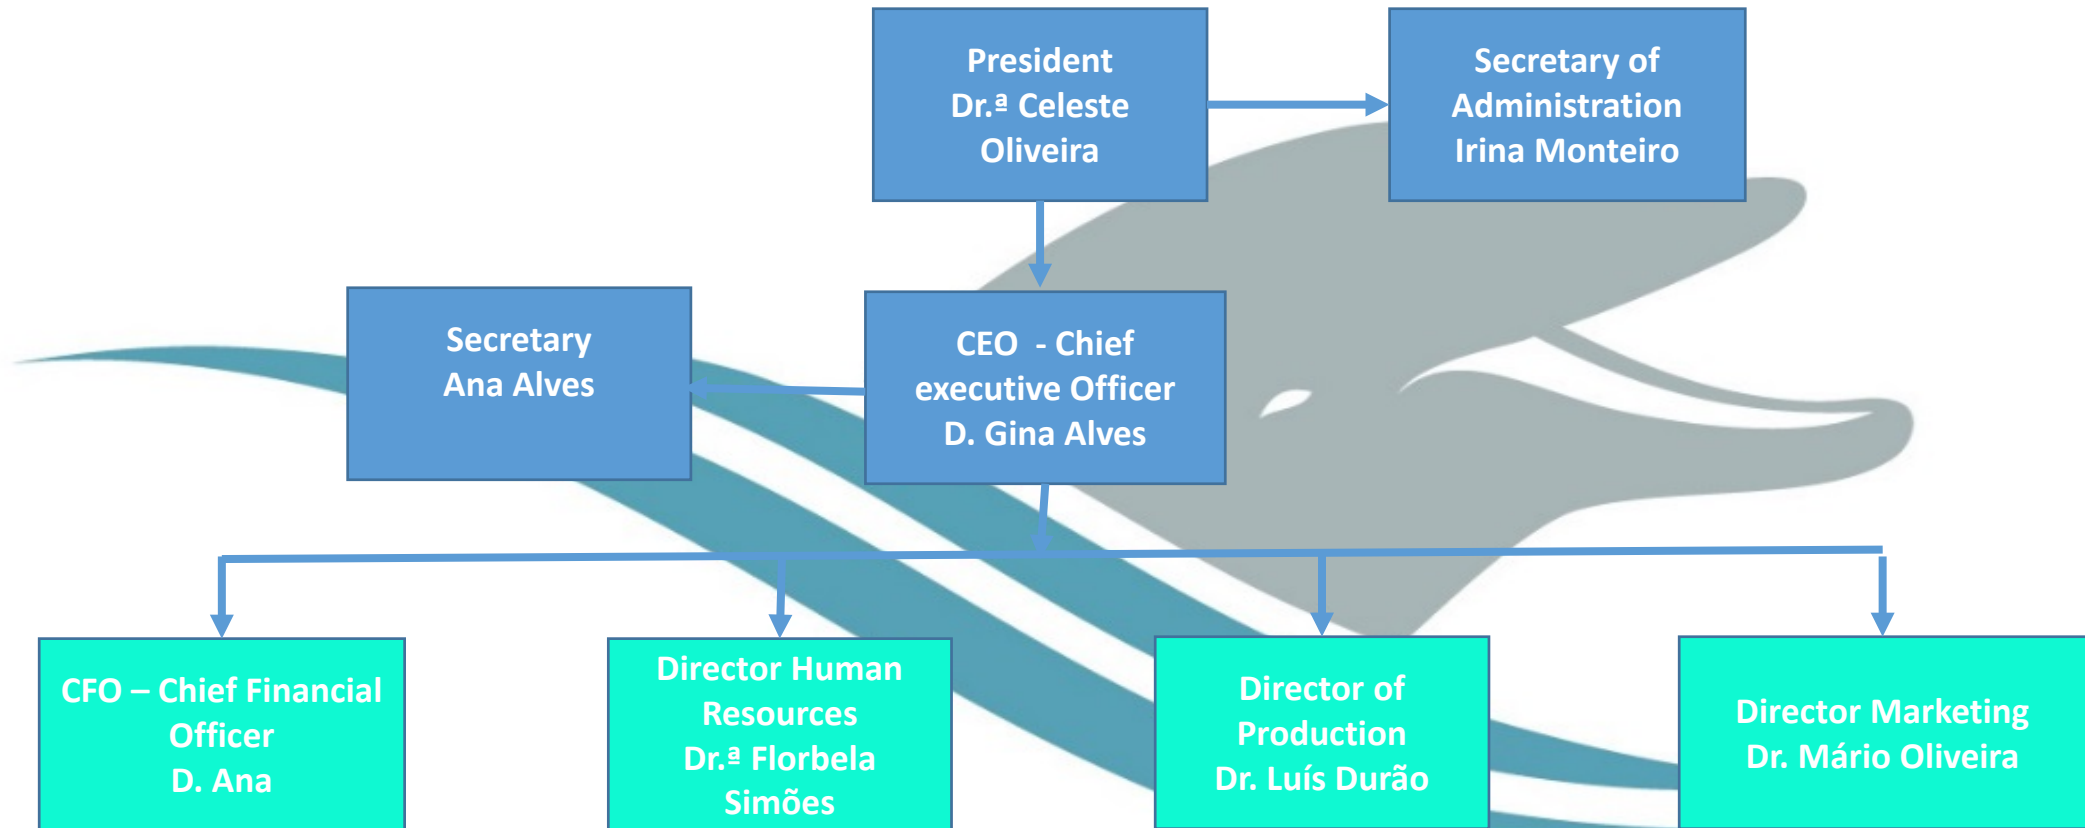 President
Dr.ª Celeste
Oliveira
Secretary of
Administration
Irina Monteiro
Secretary
Ana Alves
CEO  - Chief
executive Officer
D. Gina Alves
CFO – Chief Financial
Officer
D. Ana
Director Human
Resources
Dr.ª Florbela
Simões
Director of
Production
Dr. Luís Durão
Director Marketing
Dr. Mário Oliveira